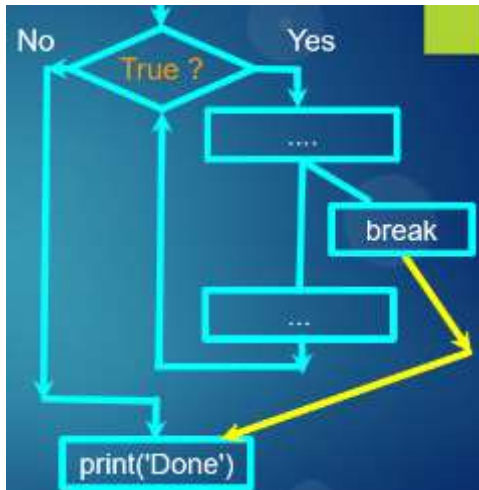 No
Yes
True ?
....
break
...
print('Done')